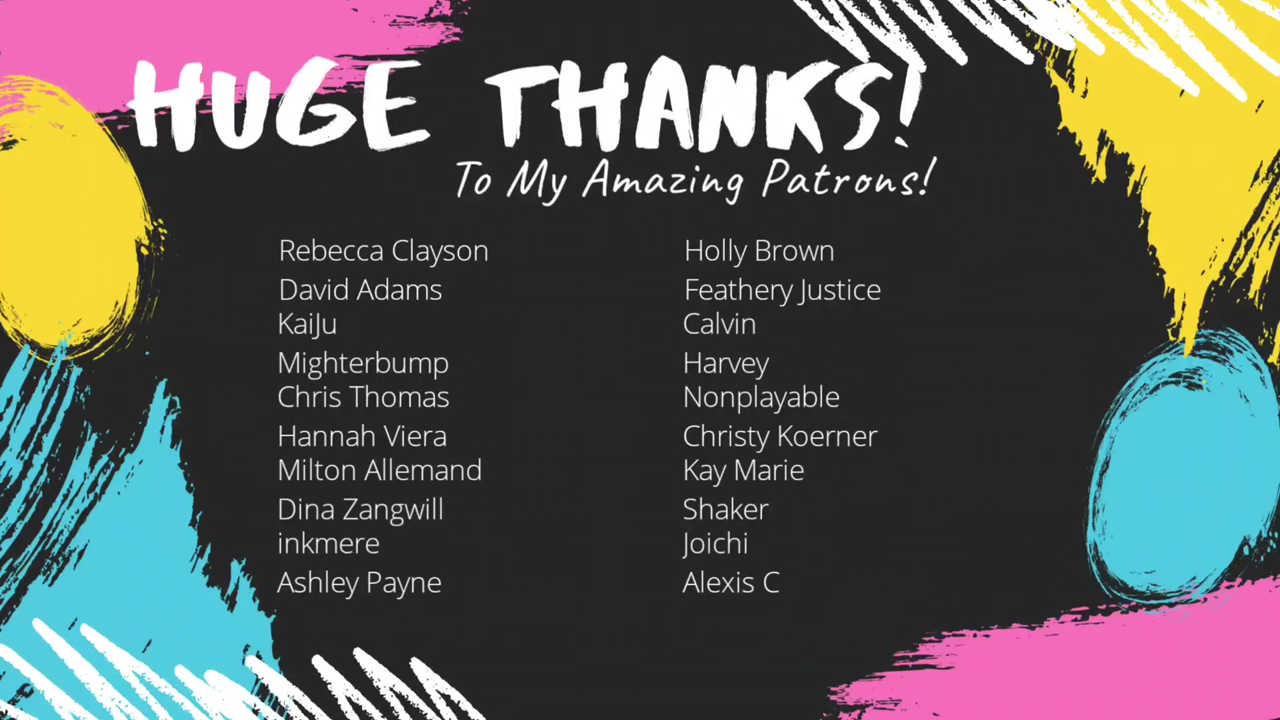 HUGE THANKS!
To My Amazing Patrons!
Rebecca Clayson
David Adams
KaiJu
Mighterbump
Chris Thomas
Hannah Viera
Milton Allemand
Dina Zangwill
inkmere
Ashley Payne
Holly Brown
Feathery Justice
Calvin
Harvey
Nonplayable
Christy Koerner
Kay Marie
Shaker
Joichi
Alexis C